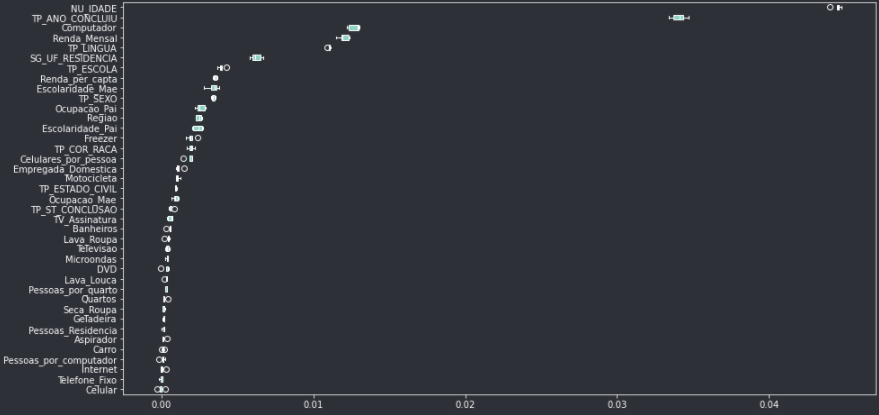 NU_IDADE
TP_ANO_CONCLUIU
Computador
Renda_Mensal
TP_LINGUA
SG_UF_RESIDENCIA
TP_ESCOLA
Renda_per_capta
Escolaridade_Mae
TP_SEXO
Ocupacao_Pai
Regiao
Escolaridade_Pai
Freezer
TP_COR_RACA
Celulares_por_pessoa
Empregada_Domestica
Motocicleta
TP_ESTADO_CIVIL
Ocupacao_Mae
TP_ST_CONCLUSAO
TV_Assinatura
Banheiros
Lava_Roupa
Televisao
Microondas
DVD
Lava_Louca
Pessoas_por_quarto
Quartos
Seca_Roupa
Geladeira
Pessoas_Residencia
Aspirador
Carro
Pessoas_por_computador
Internet
Telefone_Fixo
Celular
0.00 0.01 0.02 0.03 0.04